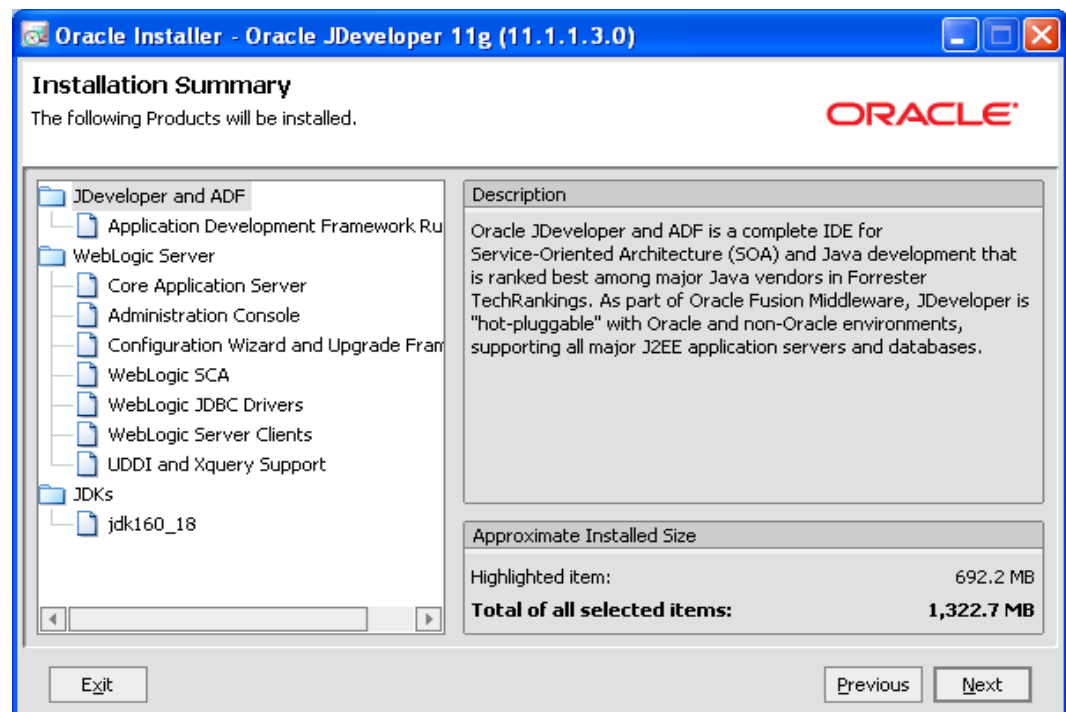 Oracle Installer - Oracle JDeveloper 11g (11.1.1.3.0)
Installation Summary
The following Products will be installed.
ORACLE
JDeveloper and ADF
Application Development Framework Ru
WebLogic Server
Core Application Server
Administration Console
Configuration Wizard and Upgrade Fram
WebLogic SCA
WebLogic JDBC Drivers
WebLogic Server Clients
UDDI and Xquery Support
JDKs
jdk160_18
Description
Oracle JDeveloper and ADF is a complete IDE for
Service-Oriented Architecture (SOA) and Java development that
is ranked best among major Java vendors in Forrester
TechRankings. As part of Oracle Fusion Middleware, JDeveloper is
"hot-pluggable" with Oracle and non-Oracle environments,
supporting all major J2EE application servers and databases.
Approximate Installed Size
Highlighted item: 692.2 MB
Total of all selected items: 1,322.7 MB
Exit
Previous
Next